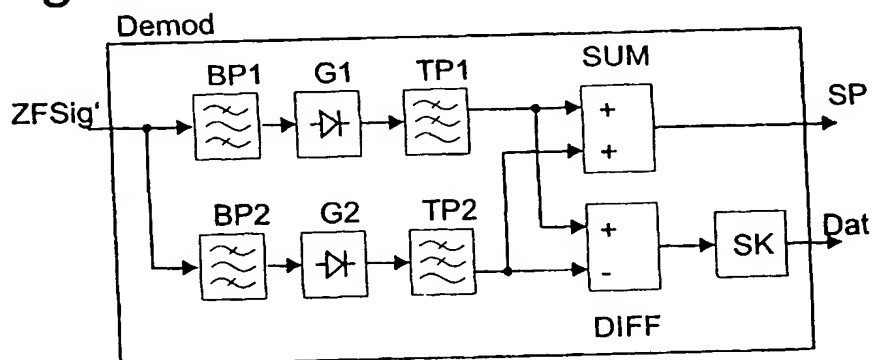 Demod
BP1 G1 TP1 SUM
ZFSig' + SP
+
BP2 G2 TP2 + Dat
SK
-
DIFF